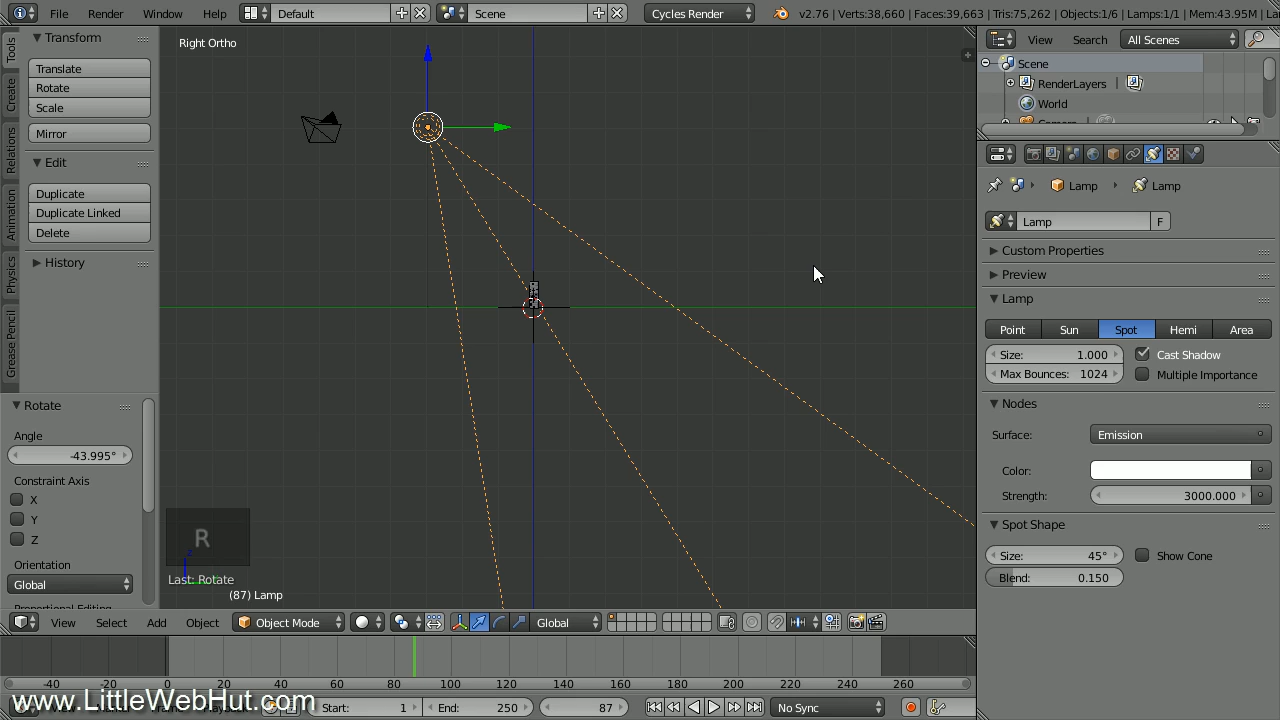 File Render Window Help Default Scene Cycles Render v2.76 | Verts:38,660 | Faces:39,663 | Tris:75,262 | Objects:1/6 | Lamps:1/1 | Mem:43.95M | La
Tools
Create
Relations
Animation
Physics
Grease Pencil
Transform
Translate
Rotate
Scale
Mirror
Edit
Duplicate
Duplicate Linked
Delete
History
Rotate
Angle
-43.995°
Constraint Axis
X
Y
Z
Orientation
Global
Right Ortho
R
z
Last: Rotate
(87) Lamp
View Select Add Object Object Mode Global
-40 0 20 40 60 80 100 120 140 160 180 200 220 240 260
www.LittleWebHut.com
Start: 1 End: 250 87 No Sync
View Search All Scenes
Scene
RenderLayers
World
Lamp Lamp
Lamp F
Custom Properties
Preview
Lamp
Point Sun Spot Hemi Area
Size: 1.000 Cast Shadow
Max Bounces: 1024 Multiple Importance
Nodes
Surface: Emission
Color:
Strength: 3000.000
Spot Shape
Size: 45° Show Cone
Blend: 0.150